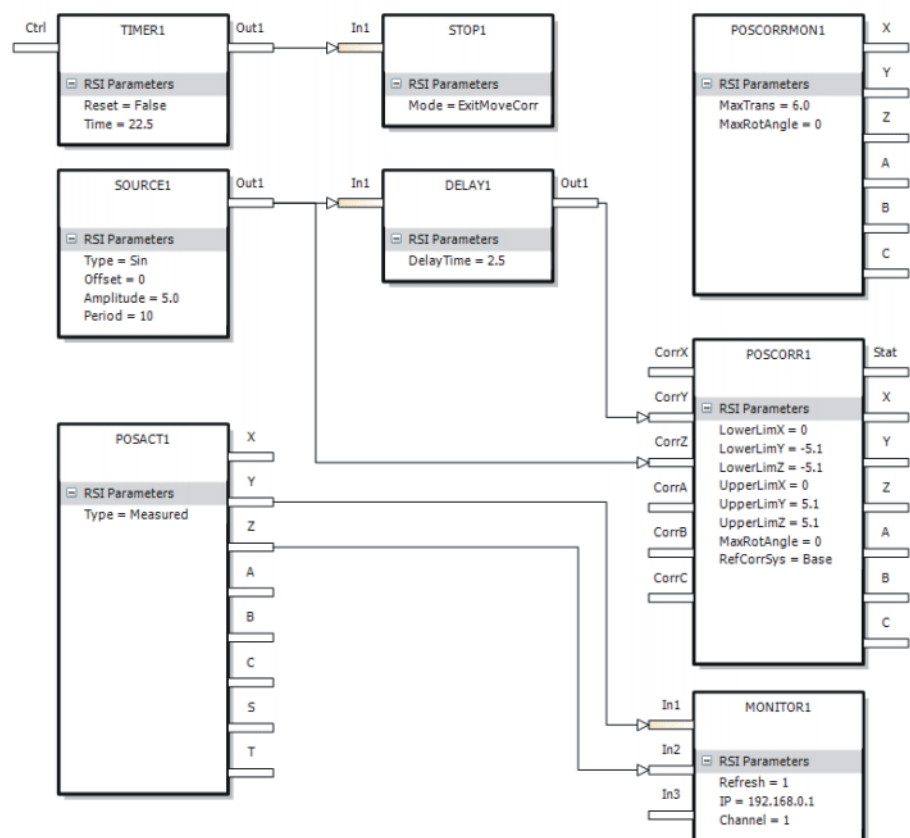 Ctrl
TIMER1
Out1
RSI Parameters
Reset = False
Time = 22.5
In1
STOP1
RSI Parameters
Mode = ExitMoveCorr
POSCORRMON1
RSI Parameters
MaxTrans = 6.0
MaxRotAngle = 0
X
Y
Z
A
B
C
SOURCE1
Out1
RSI Parameters
Type = Sin
Offset = 0
Amplitude = 5.0
Period = 10
In1
DELAY1
Out1
RSI Parameters
DelayTime = 2.5
CorrX
CorrY
CorrZ
CorrA
CorrB
CorrC
POSCORR1
RSI Parameters
LowerLimX = 0
LowerLimY = -5.1
LowerLimZ = -5.1
UpperLimX = 0
UpperLimY = 5.1
UpperLimZ = 5.1
MaxRotAngle = 0
RefCorrSys = Base
Stat
X
Y
Z
A
B
C
POSACT1
RSI Parameters
Type = Measured
X
Y
Z
A
B
C
S
T
In1
In2
In3
MONITOR1
RSI Parameters
Refresh = 1
IP = 192.168.0.1
Channel = 1